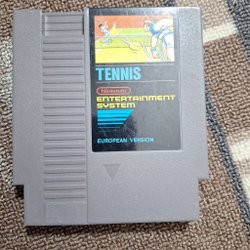 TENNIS
Nintendo
ENTERTAINMENT
SYSTEM
EUROPEAN VERSION